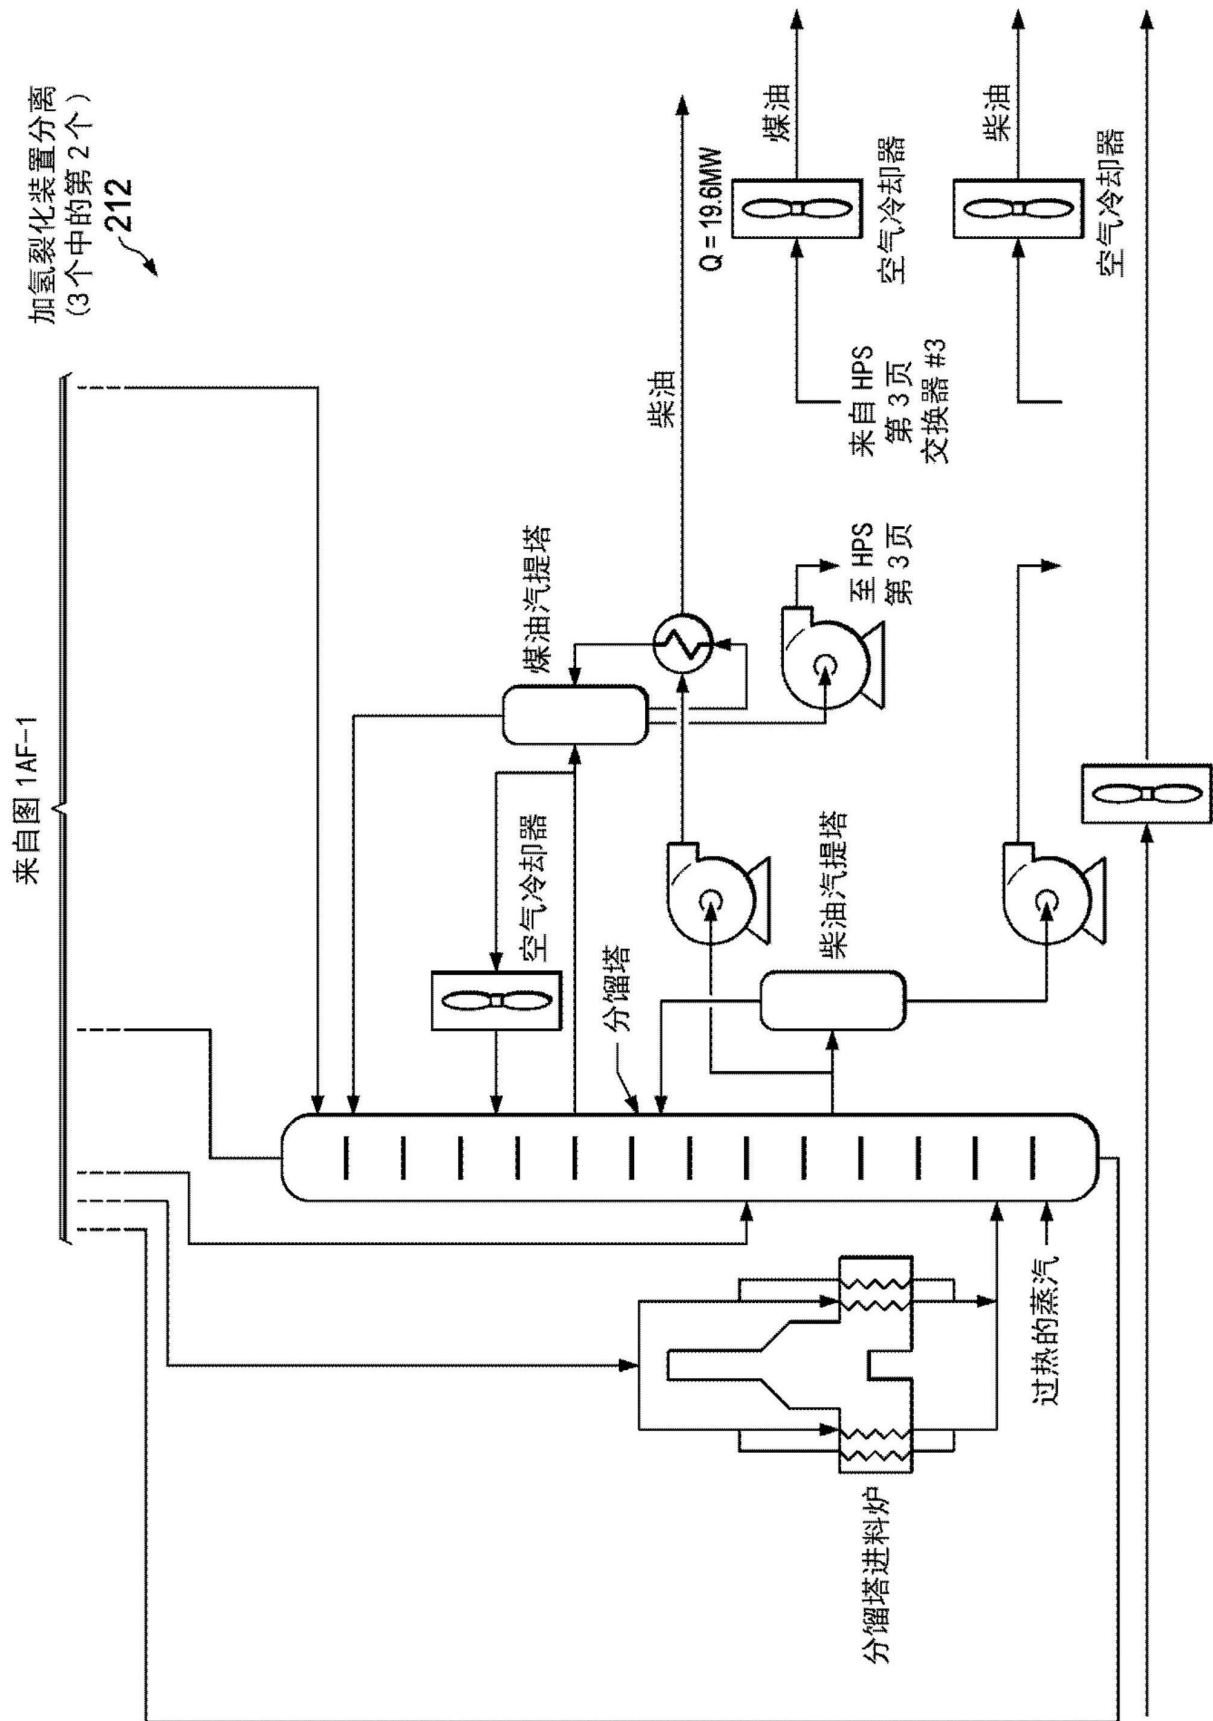 加氢裂化装置分离
(3个中的第2个)
212
来自图 1AF-1
煤油
柴油
柴油
Q = 19.6MW
空气冷却器
空气冷却器
来自 HPS
第 3 页
交换器 #3
煤油汽提塔
至 HPS
第 3 页
空气冷却器
分馏塔
柴油汽提塔
过热的蒸汽
分馏塔进料炉